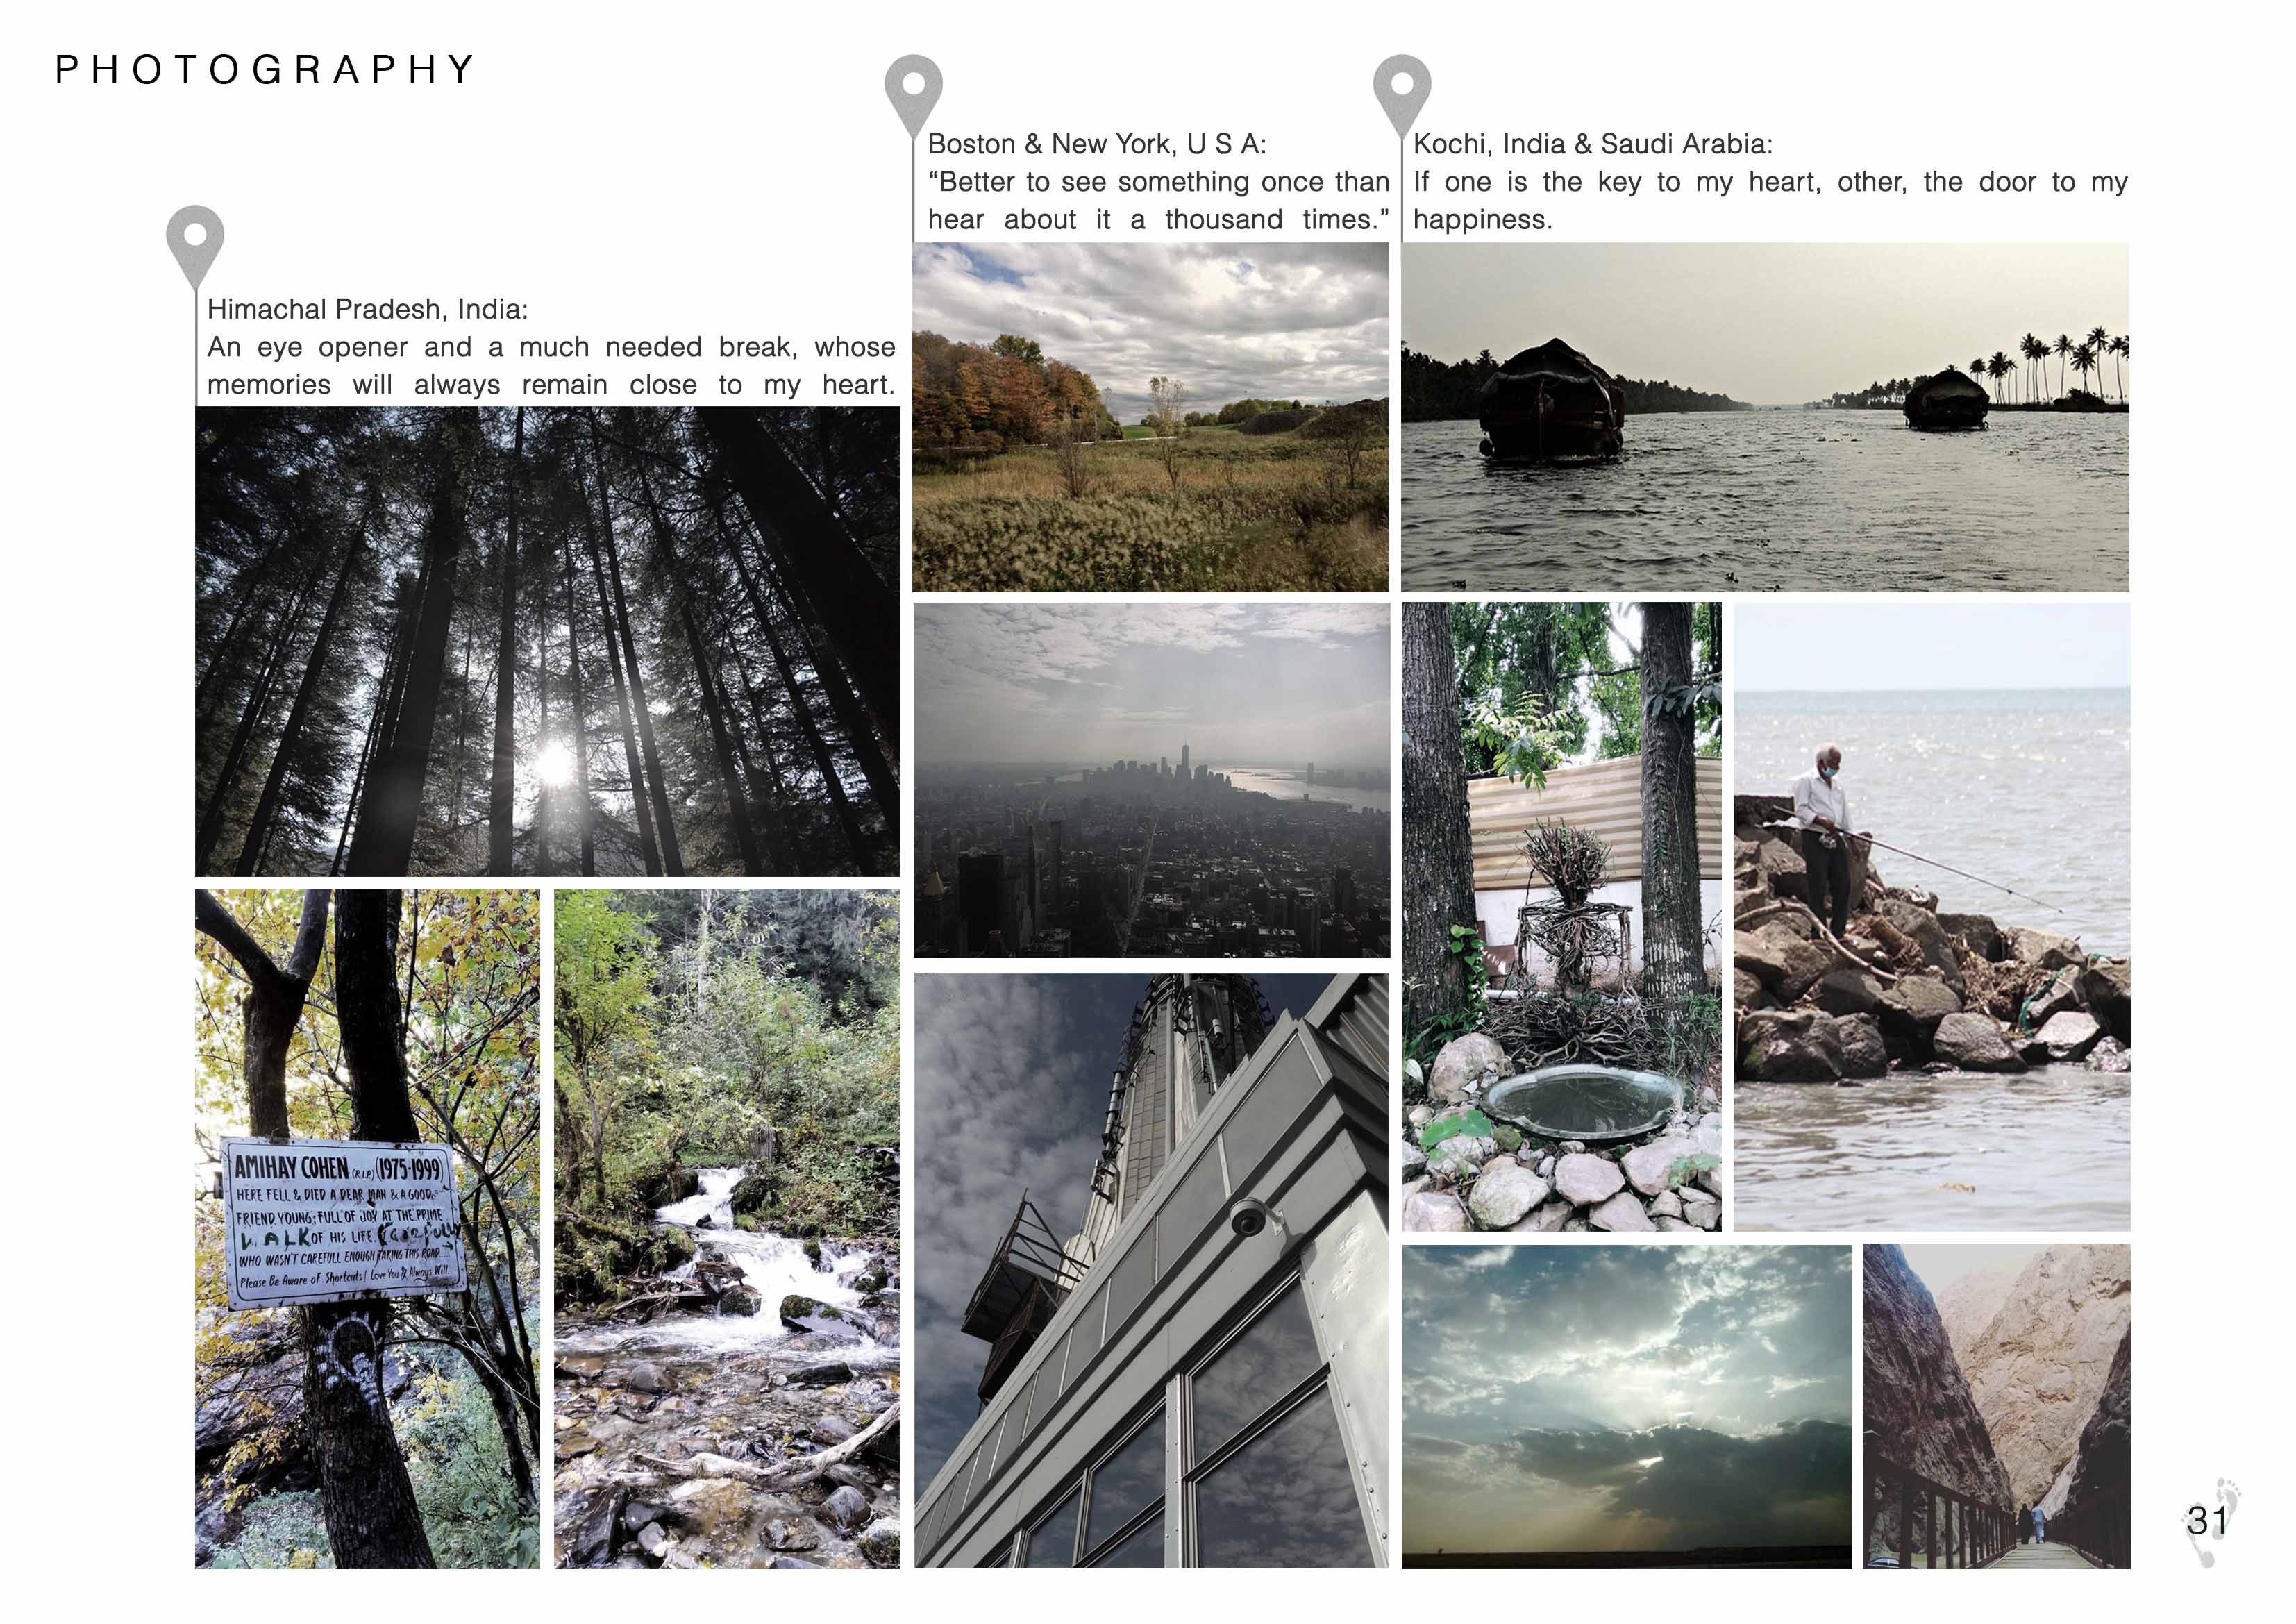 PHOTOGRAPHY
Himachal Pradesh, India:
An eye opener and a much needed break, whose
memories will always remain close to my heart.
Boston & New York, U S A:
“Better to see something once than
hear about it a thousand times.”
Kochi, India & Saudi Arabia:
If one is the key to my heart, other, the door to my
happiness.
AMIHAY COHEN (R.I.P.) (1975-1999)
HERE FELL & DIED A DEAR MAN & A GOOD
FRIEND, YOUNG, FULL OF JOY AT THE PRIME
WALK OF HIS LIFE. Carefully
WHO WASN'T CAREFULL ENOUGH TAKING THIS ROAD
Please Be Aware of Shortcuts! Love You & Always Will
31